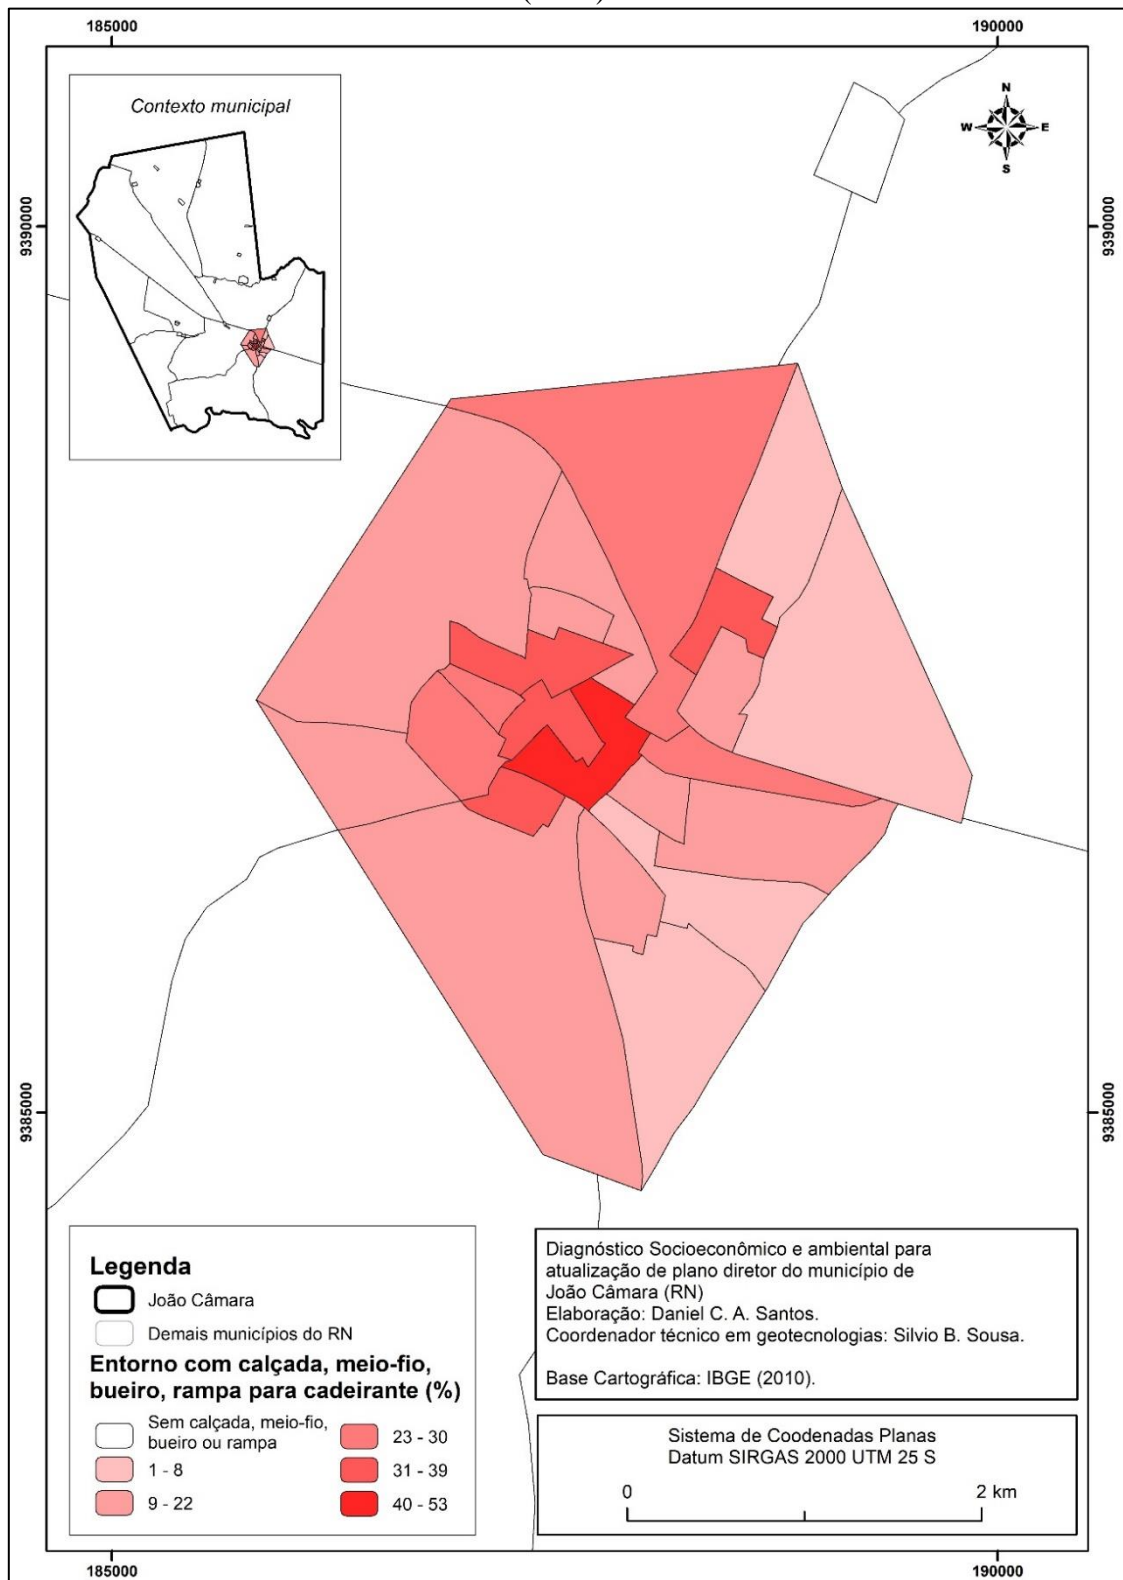 185000
190000
Contexto municipal
N
W
E
S
9390000
9390000
9385000
9385000
Legenda
João Câmara
Demais municípios do RN
Entorno com calçada, meio-fio,
bueiro, rampa para cadeirante (%)
Sem calçada, meio-fio,
bueiro ou rampa
1 - 8
9 - 22
23 - 30
31 - 39
40 - 53
Diagnóstico Socioeconômico e ambiental para
atualização de plano diretor do município de
João Câmara (RN)
Elaboração: Daniel C. A. Santos.
Coordenador técnico em geotecnologias: Silvio B. Sousa.
Base Cartográfica: IBGE (2010).
Sistema de Coodenadas Planas
Datum SIRGAS 2000 UTM 25 S
0
2 km
185000
190000